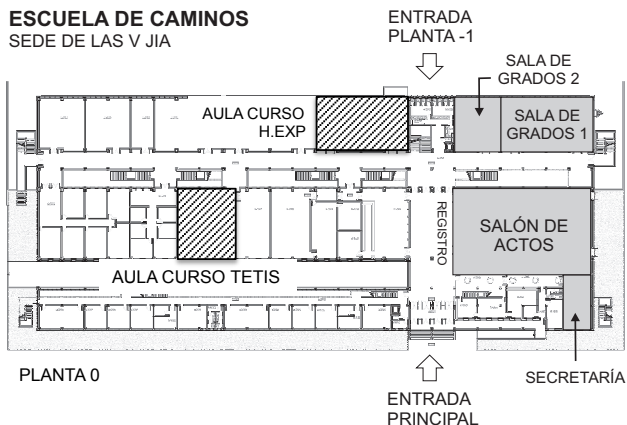 ESCUELA DE CAMINOS
SEDE DE LAS V JIA
ENTRADA
PLANTA -1
SALA DE
GRADOS 2
AULA CURSO
H.EXP
SALA DE
GRADOS 1
REGISTRO
SALÓN DE
ACTOS
AULA CURSO TETIS
PLANTA 0
ENTRADA
PRINCIPAL
SECRETARÍA